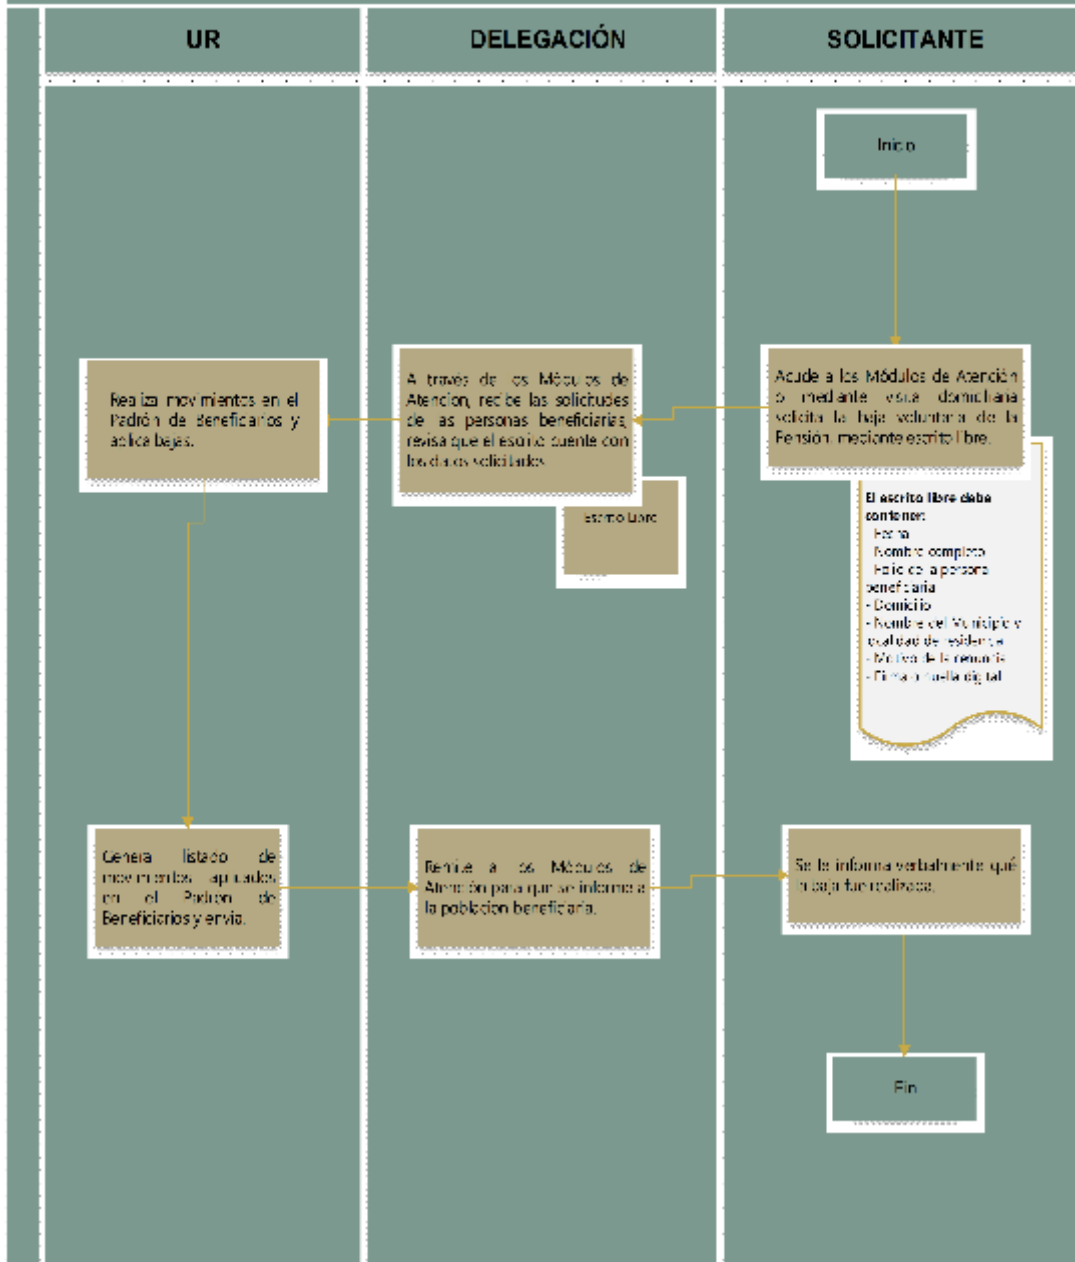 UR
DELEGACIÓN
SOLICITANTE
Inicio
Acude a los Módulos de Atención
o mediante visita domiciliaria
solicita la baja voluntaria de la
Pensión, mediante escrito libre.
El escrito libre debe
contener:
- Fecha
- Nombre completo
- Folio de la persona
beneficiaria
- Domicilio
- Nombre del Municipio y
localidad de residencia
- Motivo de la renuncia
- Firma o huella digital
A través de los Módulos de
Atención, recibe las solicitudes
de las personas beneficiarias,
revisa que el escrito cuente con
los datos solicitados
Escrito Libre
Realiza movimientos en el
Padrón de Beneficiarios y
aplica bajas.
Genera listado de
movimientos aplicados
en el Padrón de
Beneficiarios y envía.
Remite a los Módulos de
Atención para que se informe a
la población beneficiaria.
Se le informa verbalmente qué
la baja fue realizada.
Fin